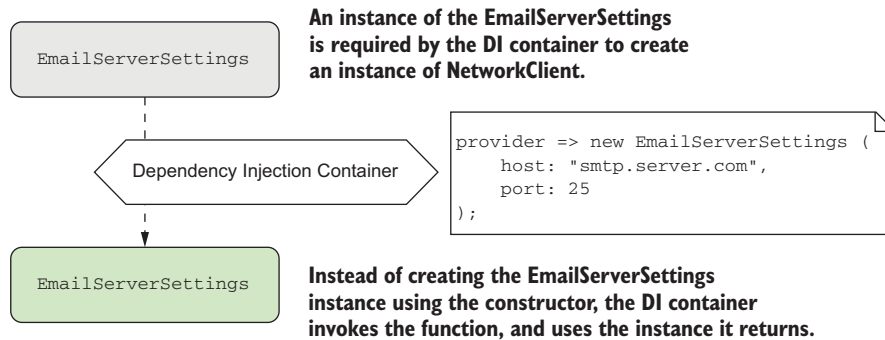 An instance of the EmailServerSettings
is required by the DI container to create
an instance of NetworkClient.
EmailServerSettings
Dependency Injection Container
provider => new EmailServerSettings (
    host: "smtp.server.com",
    port: 25
);
EmailServerSettings
Instead of creating the EmailServerSettings
instance using the constructor, the DI container
invokes the function, and uses the instance it returns.